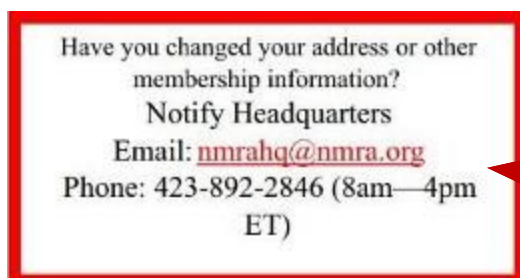 Have you changed your address or other
membership information?
Notify Headquarters
Email: nmrahq@nmra.org
Phone: 423-892-2846 (8am—4pm
ET)